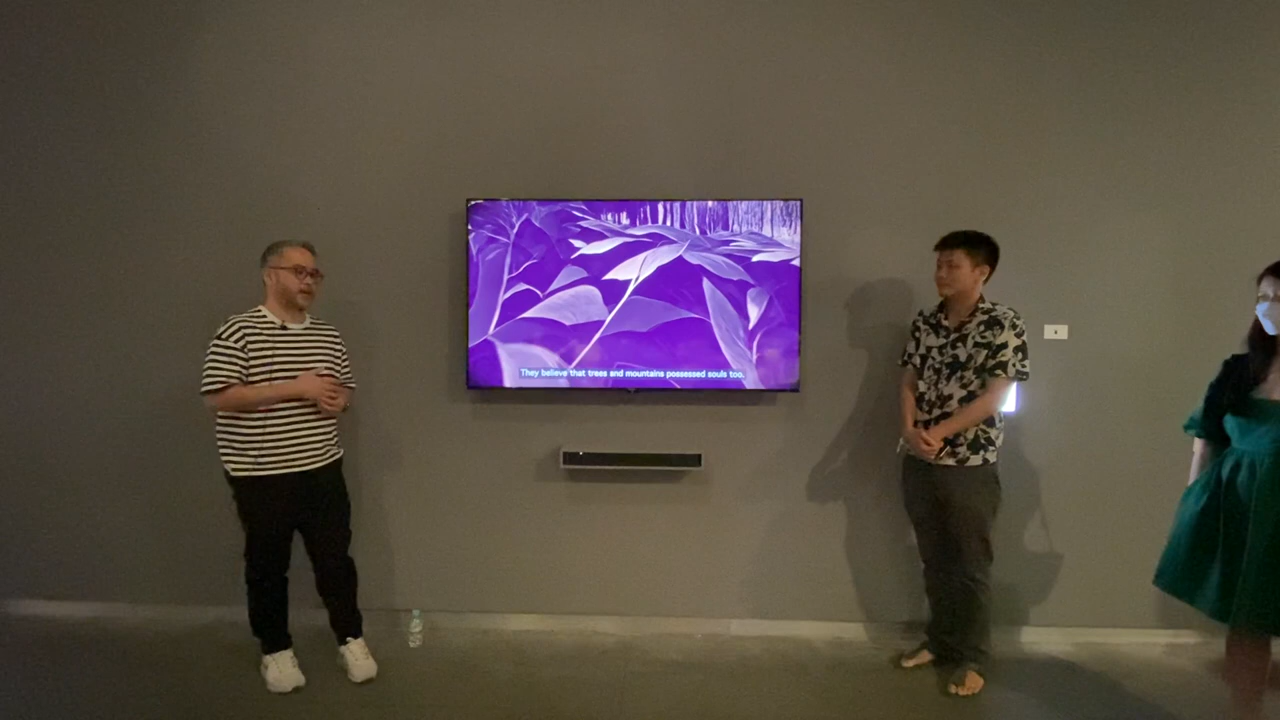 They believe that trees and mountains possessed souls too.